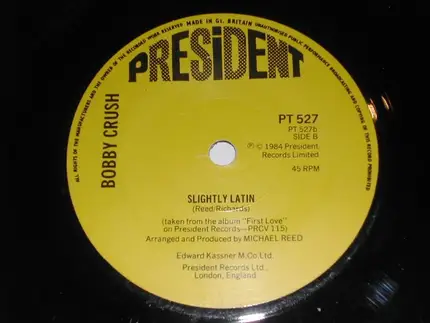 ALL RIGHTS OF THE MANUFACTURER AND OF THE OWNER OF THE RECORDED WORK RESERVED MADE IN Gt. BRITAIN UNAUTHORISED PUBLIC PERFORMANCE BROADCASTING AND COPYING OF THIS RECORD PROHIBITED
PRESiDENT
BOBBY CRUSH
PT 527
PT 527b
SIDE B
℗ © 1984 President
Records Limited
45 RPM
SLIGHTLY LATIN
(Reed/Richards)
(taken from the album "First Love"
on President Records—PRCV 115)
Arranged and Produced by MICHAEL REED
Edward Kassner M.Co.Ltd.
President Records Ltd.,
London, England